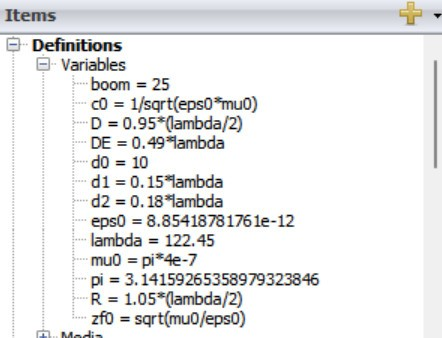 Items
Definitions
Variables
boom = 25
c0 = 1/sqrt(eps0*mu0)
D = 0.95*(lambda/2)
DE = 0.49*lambda
d0 = 10
d1 = 0.15*lambda
d2 = 0.18*lambda
eps0 = 8.85418781761e-12
lambda = 122.45
mu0 = pi*4e-7
pi = 3.14159265358979323846
R = 1.05*(lambda/2)
zf0 = sqrt(mu0/eps0)
Media